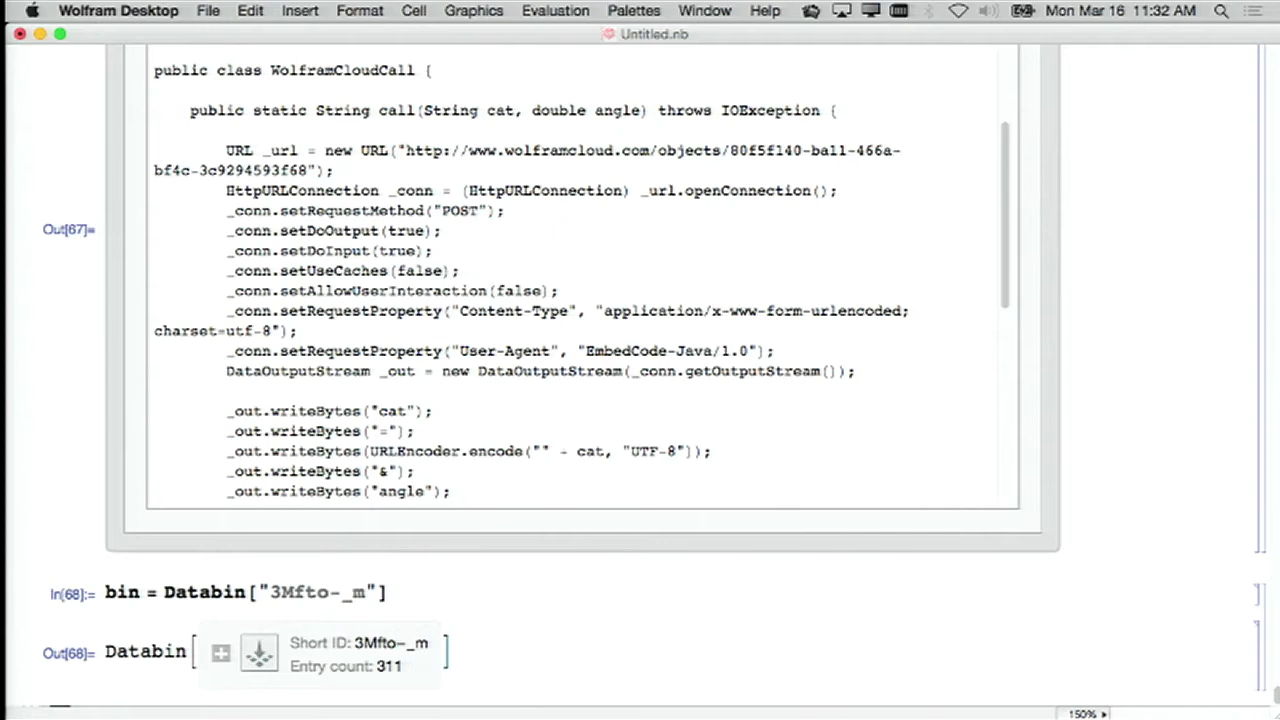 Wolfram Desktop File Edit Insert Format Cell Graphics Evaluation Palettes Window Help Mon Mar 16 11:32 AM
Untitled.nb
public class WolframCloudCall {
public static String call(String cat, double angle) throws IOException {
URL _url = new URL("http://www.wolframcloud.com/objects/80f5f140-ba11-466a-
bf4c-3c9294593f68");
HttpURLConnection _conn = (HttpURLConnection) _url.openConnection();
_conn.setRequestMethod("POST");
Out[67]=
_conn.setDoOutput(true);
_conn.setDoInput(true);
_conn.setUseCaches(false);
_conn.setAllowUserInteraction(false);
_conn.setRequestProperty("Content-Type", "application/x-www-form-urlencoded;
charset=utf-8");
_conn.setRequestProperty("User-Agent", "EmbedCode-Java/1.0");
DataOutputStream _out = new DataOutputStream(_conn.getOutputStream());
_out.writeBytes("cat");
_out.writeBytes("=");
_out.writeBytes(URLEncoder.encode("" + cat, "UTF-8"));
_out.writeBytes("&");
_out.writeBytes("angle");
In[68]:= bin = Databin["3Mfto-_m"]
Out[68]= Databin[ Short ID: 3Mfto-_m ]
Entry count: 311
150%